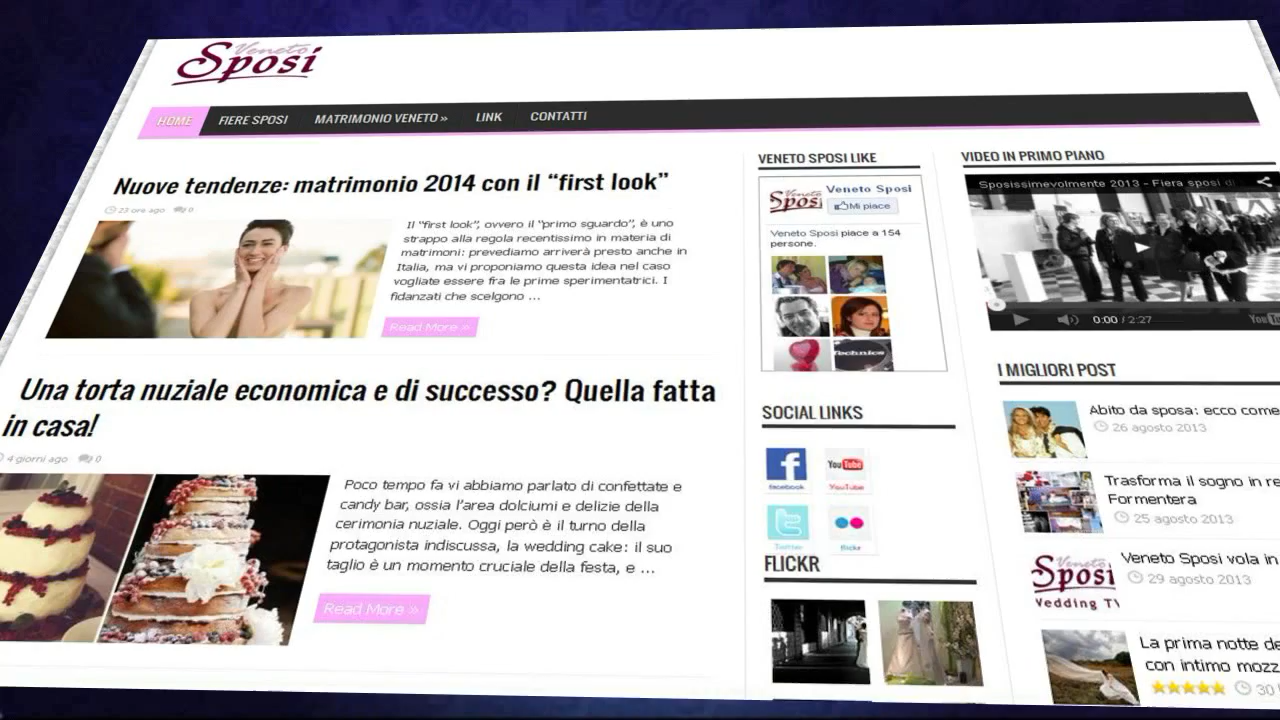 Veneto
Sposi
HOME FIERE SPOSI MATRIMONIO VENETO » LINK CONTATTI
Nuove tendenze: matrimonio 2014 con il “first look”
23 ore ago 0
Il “first look”, ovvero il “primo sguardo”, è uno
strappo alla regola recentissimo in materia di
matrimoni: prevediamo arriverà presto anche in
Italia, ma vi proponiamo questa idea nel caso
vogliate essere fra le prime sperimentatrici. I
fidanzati che scelgono ...
Read More »
Una torta nuziale economica e di successo? Quella fatta
in casa!
4 giorni ago 0
Poco tempo fa vi abbiamo parlato di confettate e
candy bar, ossia l’area dolciumi e delizie della
cerimonia nuziale. Oggi però è il turno della
protagonista indiscussa, la wedding cake: il suo
taglio è un momento cruciale della festa, e ...
Read More »
VENETO SPOSI LIKE
Veneto
Sposi
Veneto Sposi
Mi piace
Veneto Sposi piace a 154
persone.
Technics
SOCIAL LINKS
facebook
YouTube
YouTube
Twitter
flickr
FLICKR
VIDEO IN PRIMO PIANO
Sposissimevolmente 2013 - Fiera sposi di
0:00 / 2:27
You
I MIGLIORI POST
Abito da sposa: ecco come
26 agosto 2013
Trasforma il sogno in re
Formentera
25 agosto 2013
Veneto
Sposi
Wedding TV
Veneto Sposi vola in
29 agosto 2013
La prima notte de
con intimo mozz
30